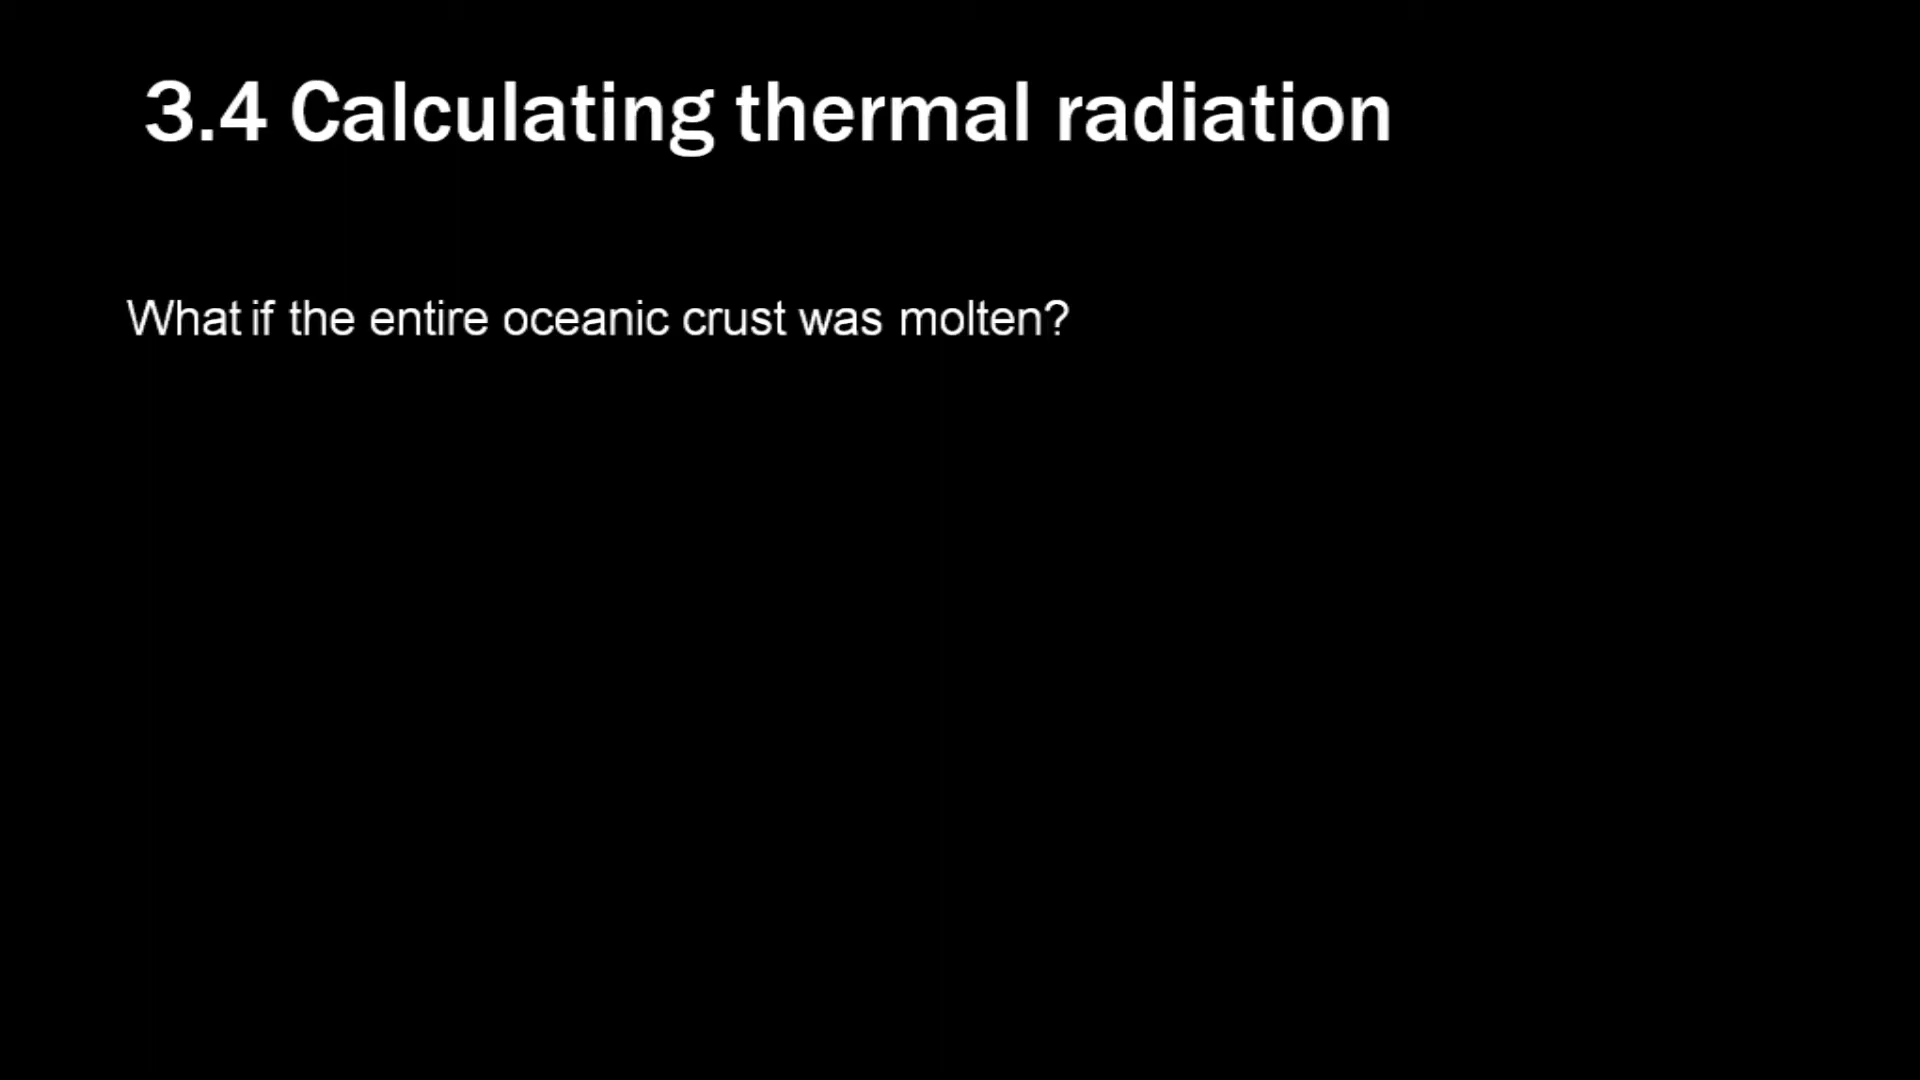 3.4 Calculating thermal radiation
What if the entire oceanic crust was molten?